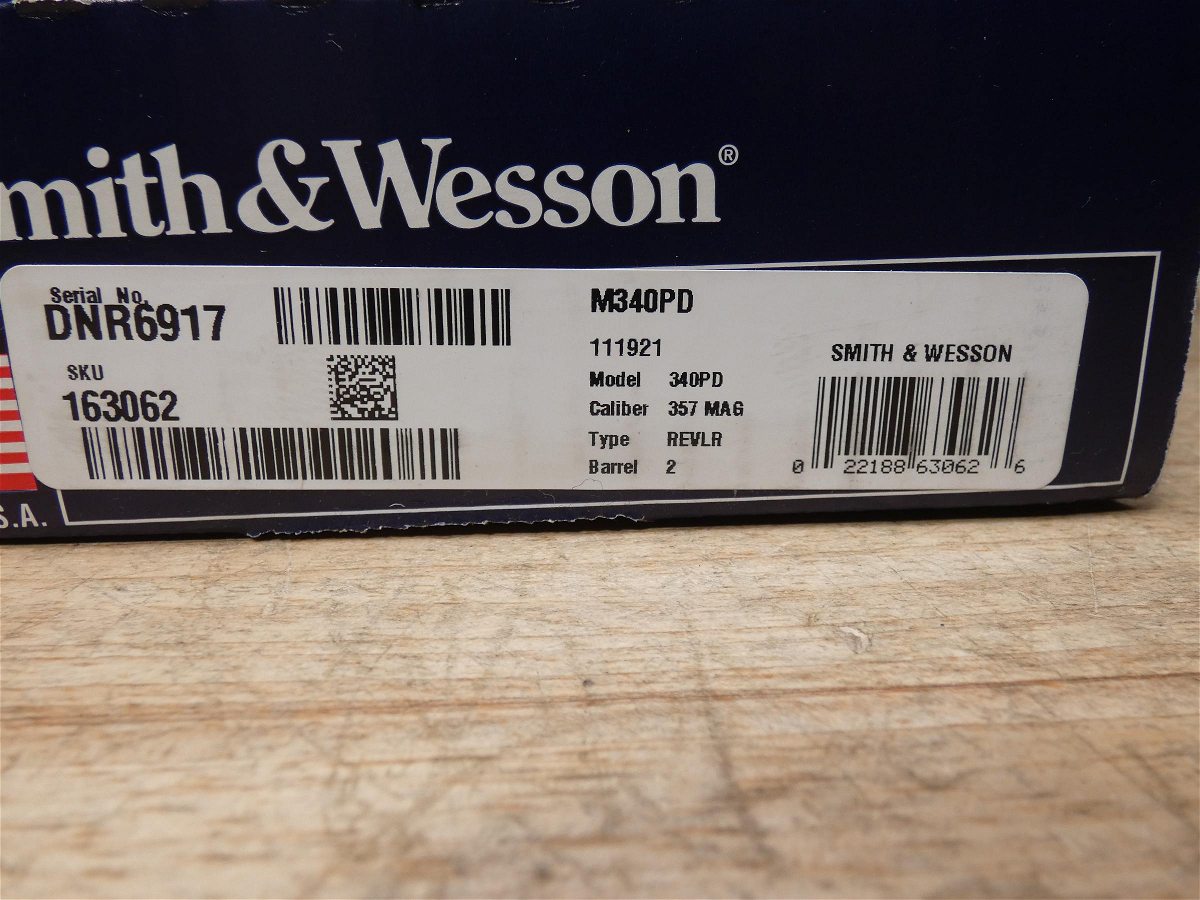 mith & Wesson®
Serial No.
DNR6917
SKU
163062
M340PD
111921
Model 340PD
Caliber 357 MAG
Type REVLR
Barrel 2
SMITH & WESSON
0 22188 63062 6
S.A.